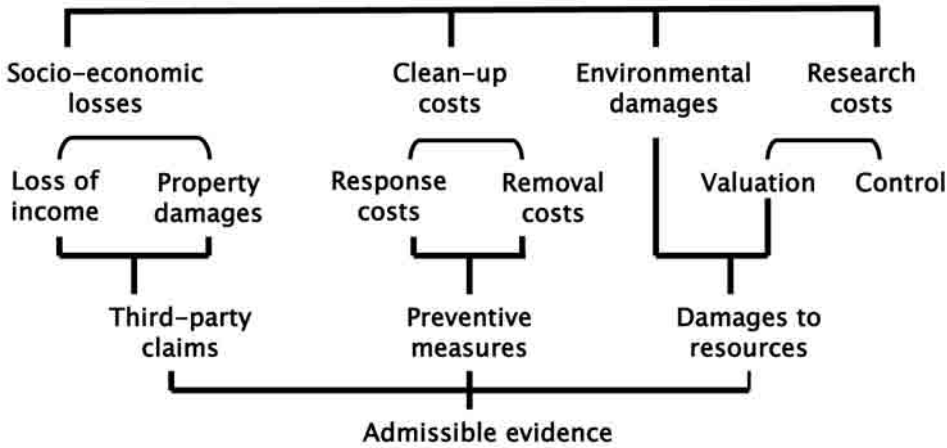 Socio-economic
losses
Clean-up
costs
Environmental
damages
Research
costs
Loss of
income
Property
damages
Response
costs
Removal
costs
Valuation
Control
Third-party
claims
Preventive
measures
Damages to
resources
Admissible evidence